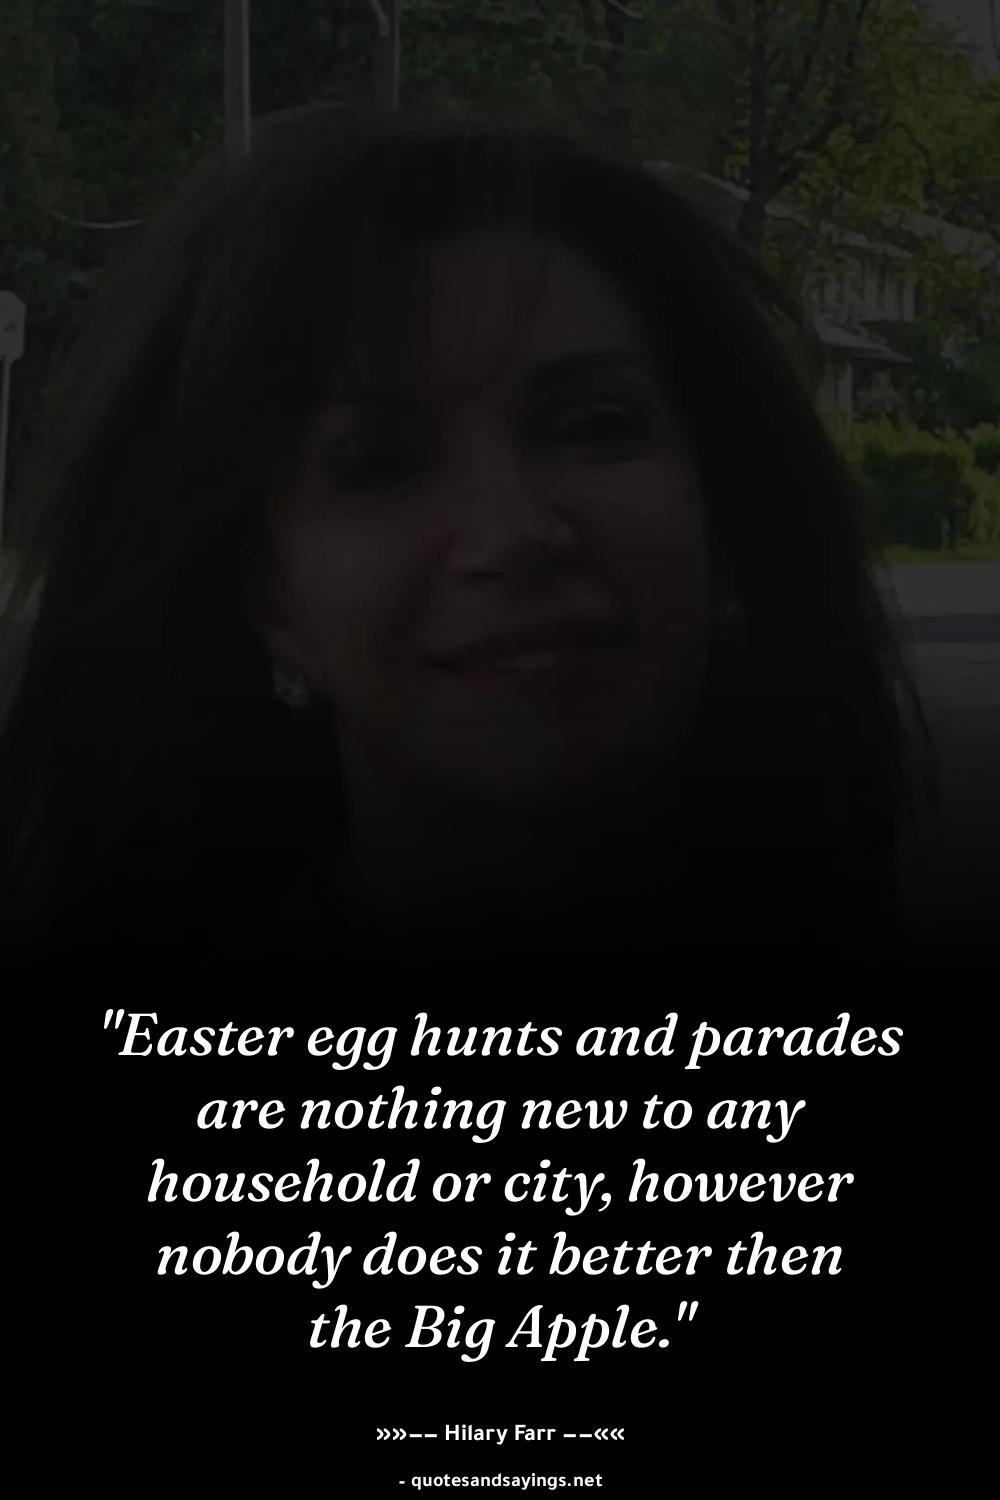 "Easter egg hunts and parades
are nothing new to any
household or city, however
nobody does it better then
the Big Apple."
»»–– Hilary Farr ––««
- quotesandsayings.net